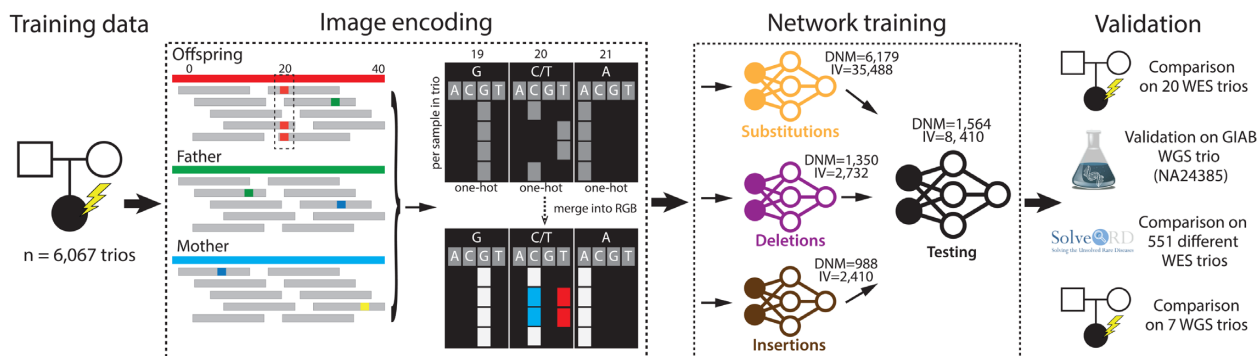 Training data
Image encoding
Network training
Validation
n = 6,067 trios
Offspring
0 20 40
Father
Mother
19 20 21
G C/T A
A C G T A C G T A C G T
per sample in trio
one-hot one-hot one-hot
merge into RGB
G C/T A
A C G T A C G T A C G T
Substitutions
DNM=6,179
IV=35,488
Deletions
DNM=1,350
IV=2,732
Insertions
DNM=988
IV=2,410
DNM=1,564
IV=8, 410
Testing
Comparison
on 20 WES trios
Validation on GIAB
WGS trio
(NA24385)
Solve RD
Solving the Unsolved Rare Diseases
Comparison on
551 different
WES trios
Comparison
on 7 WGS trios